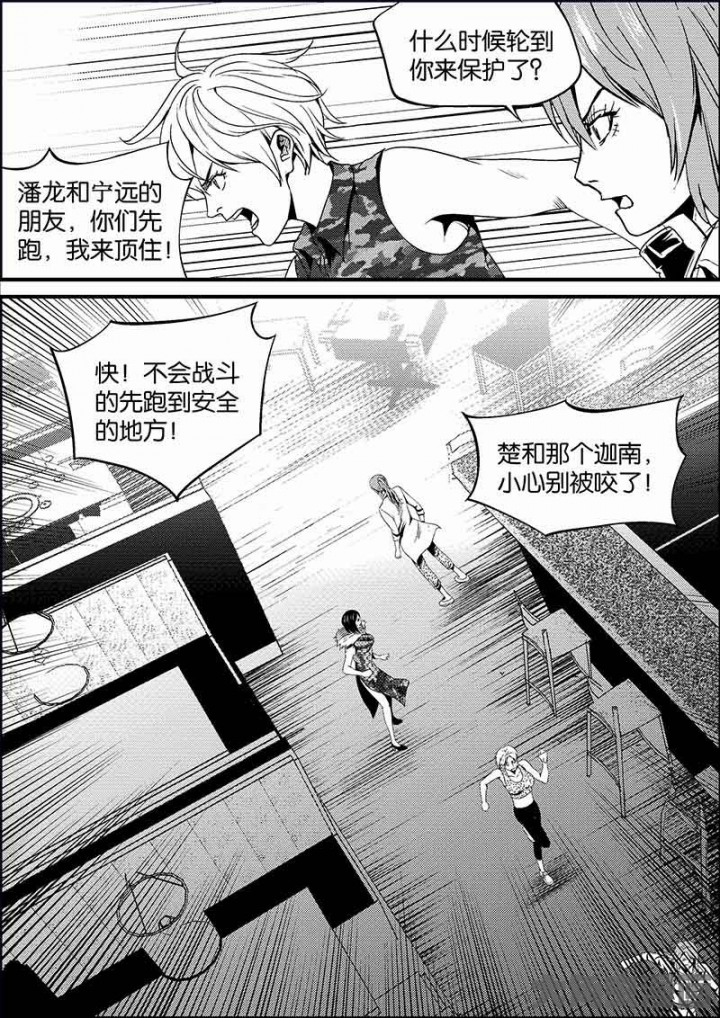 什么时候轮到
你来保护了？
潘龙和宁远的
朋友，你们先
跑，我来顶住！
快！不会战斗
的先跑到安全
的地方！
楚和那个迦南，
小心别被咬了！